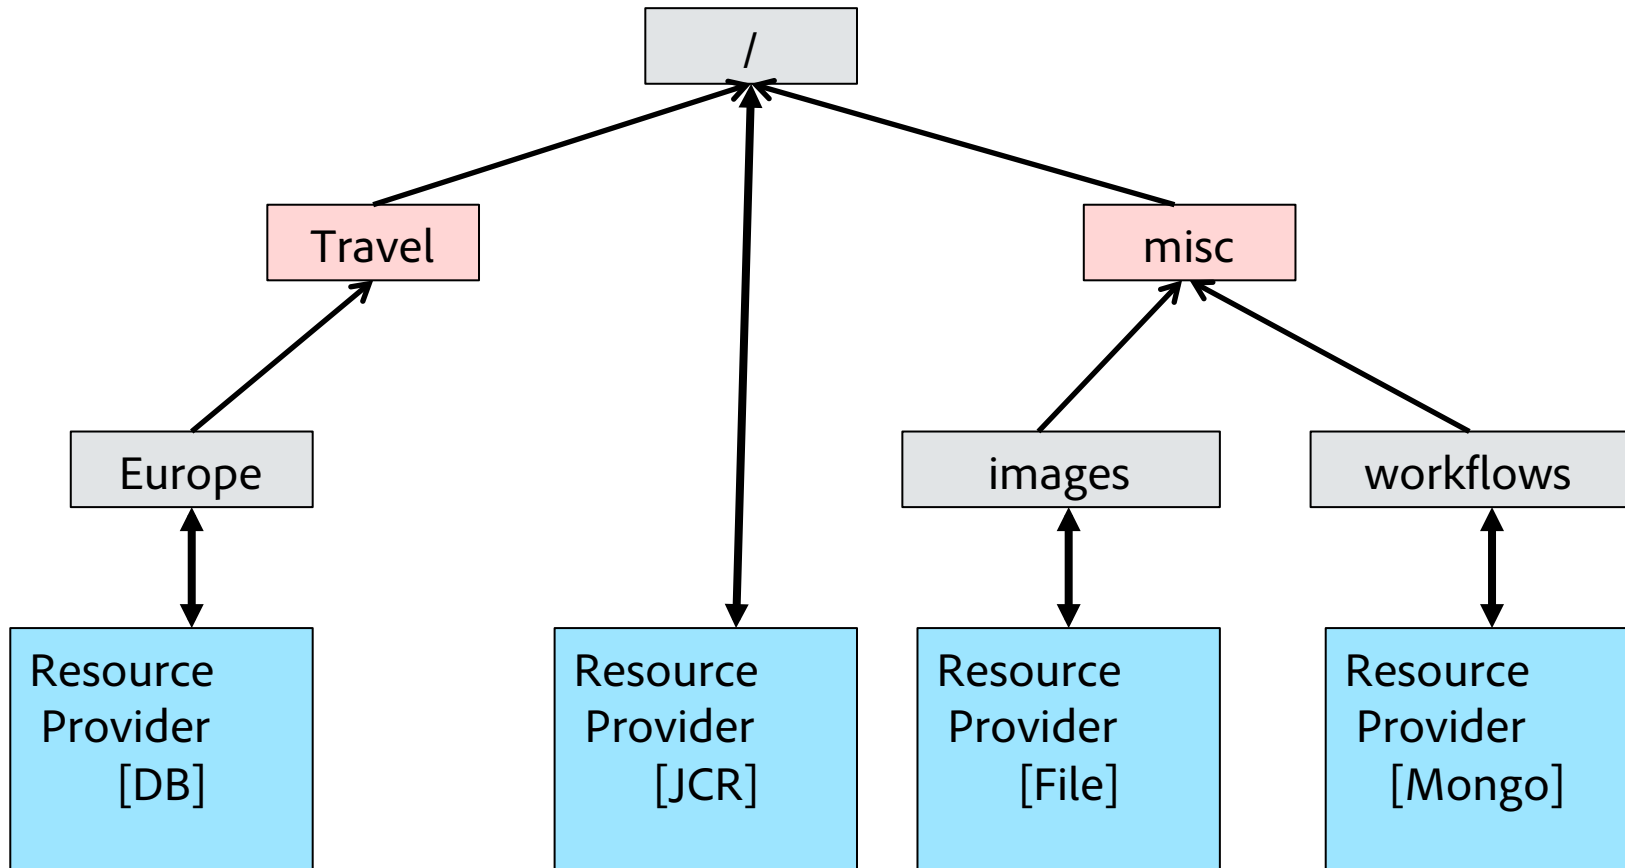 /
Travel
misc
Europe
images
workflows
Resource
Provider
[DB]
Resource
Provider
[JCR]
Resource
Provider
[File]
Resource
Provider
[Mongo]